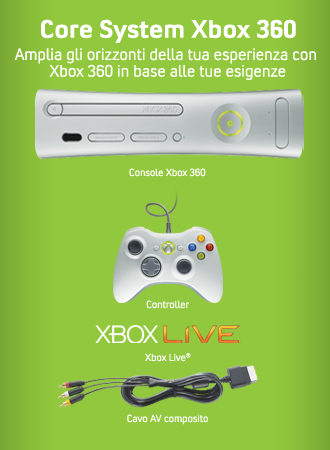 Core System Xbox 360
Amplia gli orizzonti della tua esperienza con
Xbox 360 in base alle tue esigenze
XBOX360
Console Xbox 360
Controller
XBOX LIVE
Xbox Live®
Cavo AV composito